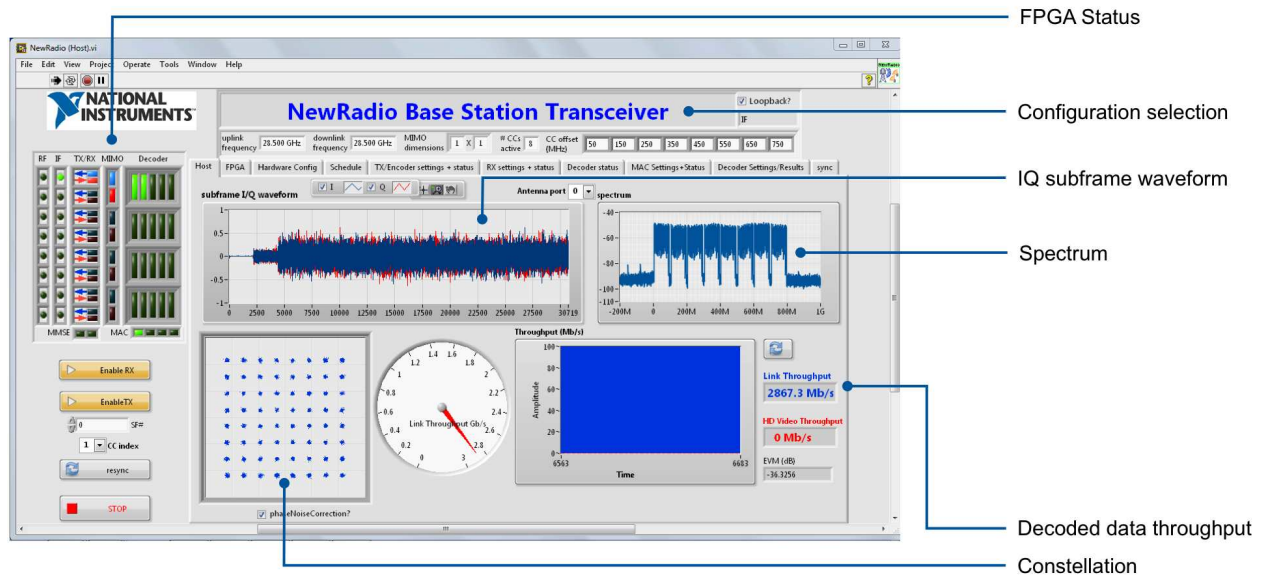 FPGA Status
NewRadio (Host).vi
File Edit View Project Operate Tools Window Help
NATIONAL
INSTRUMENTS
NewRadio Base Station Transceiver
Loopback?
IF
Configuration selection
uplink frequency 28.500 GHz downlink frequency 28.500 GHz MIMO dimensions 1 X 1 # CCs active 8 CC offset (MHz) 50 150 250 350 450 550 650 750
RF IF TX/RX MIMO Decoder
Host FPGA Hardware Config Schedule TX/Encoder settings + status RX settings + status Decoder status MAC Settings+Status Decoder Settings/Results sync
IQ subframe waveform
subframe I/Q waveform I Q Antenna port 0 spectrum
1
0.5
0
-0.5
-1
0 2500 5000 7500 10000 12500 15000 17500 20000 22500 25000 27500 30719
-40
-60
-80
-100
-110
-200M 0 200M 400M 600M 800M 1G
Spectrum
MMSE MAC
Enable RX
EnableTX
0 SF#
1 CC index
resync
STOP
phaseNoiseCorrection?
0 0.2 0.4 0.6 0.8 1 1.2 1.4 1.6 1.8 2 2.2 2.4 2.6 2.8 3
Link Throughput Gb/s
Throughput (Mb/s)
Amplitude
100
80
60
40
20
0
6563 6683
Time
Link Throughput
2867.3 Mb/s
HD Video Throughput
0 Mb/s
EVM (dB)
-36.3256
Decoded data throughput
Constellation